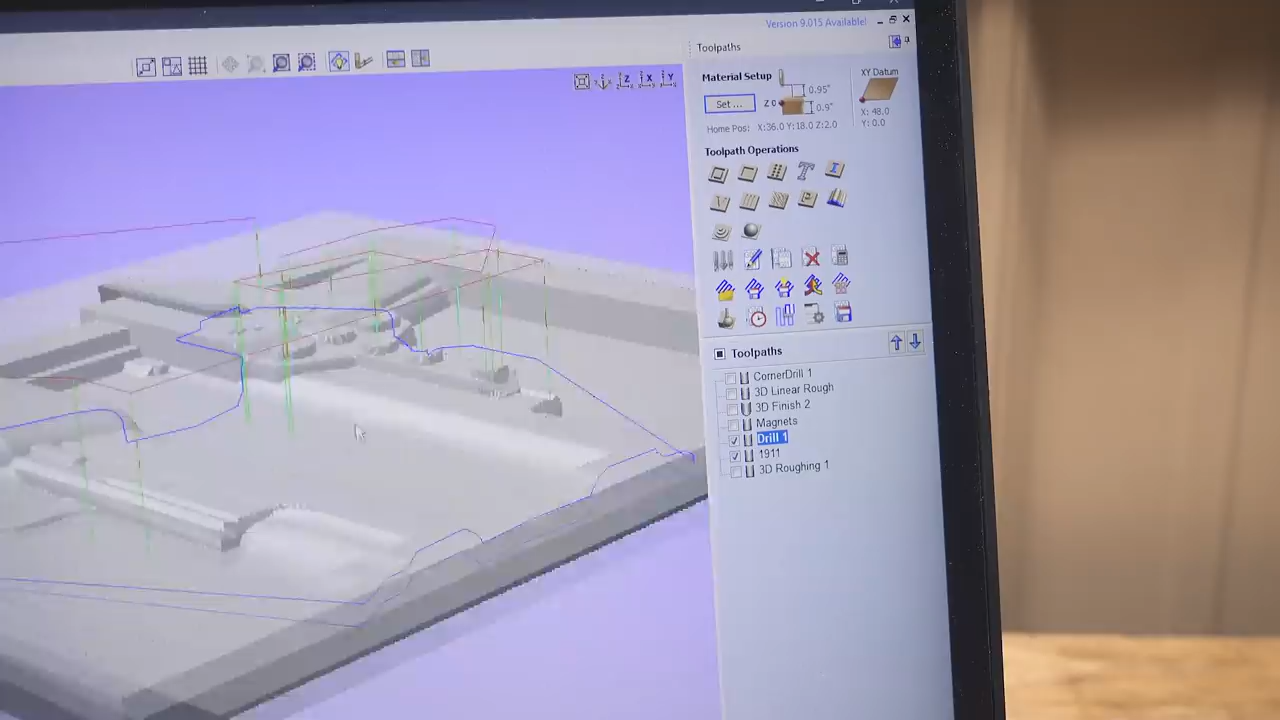 Version 9.015 Available!
Toolpaths
Material Setup
XY Datum
0.95"
Set ...
Z 0
0.9"
X: 48.0
Y: 0.0
Home Pos: X:36.0 Y:18.0 Z:2.0
Toolpath Operations
Toolpaths
CornerDrill 1
3D Linear Rough
3D Finish 2
Magnets
Drill 1
1911
3D Roughing 1